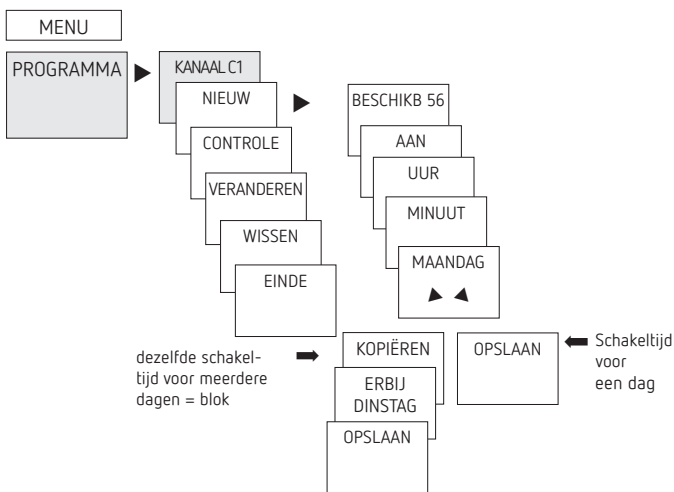 MENU
PROGRAMMA
KANAAL C1
NIEUW
CONTROLE
VERANDEREN
WISSEN
EINDE
BESCHIKB 56
AAN
UUR
MINUUT
MAANDAG
dezelfde schakel-
tijd voor meerdere
dagen = blok
KOPIËREN
ERBIJ
DINSTAG
OPSLAAN
OPSLAAN
Schakeltijd
voor
een dag